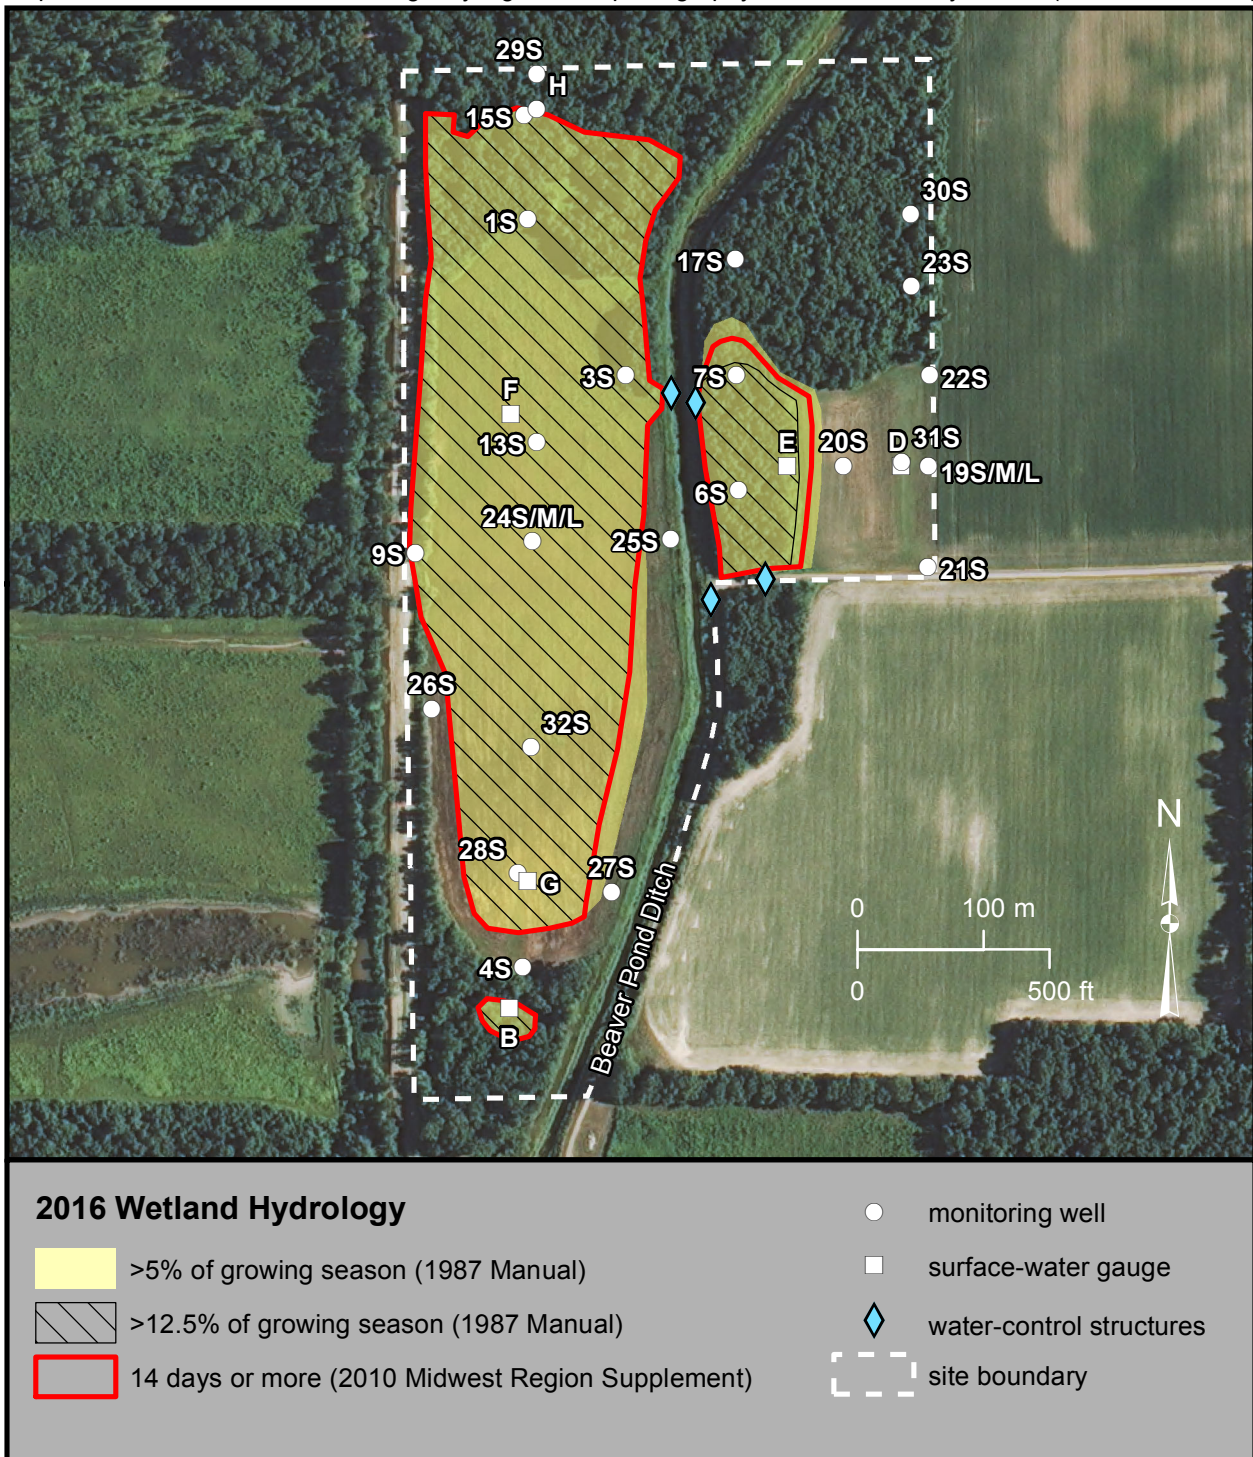 29S
H
15S
1S
30S
17S
23S
3S
7S
22S
F
13S
E
20S
D
31S
19S/M/L
6S
24S/M/L
25S
9S
21S
26S
32S
N
28S
G
27S
0 100 m
0 500 ft
4S
B
Beaver Pond Ditch
2016 Wetland Hydrology
>5% of growing season (1987 Manual)
>12.5% of growing season (1987 Manual)
14 days or more (2010 Midwest Region Supplement)
monitoring well
surface-water gauge
water-control structures
site boundary